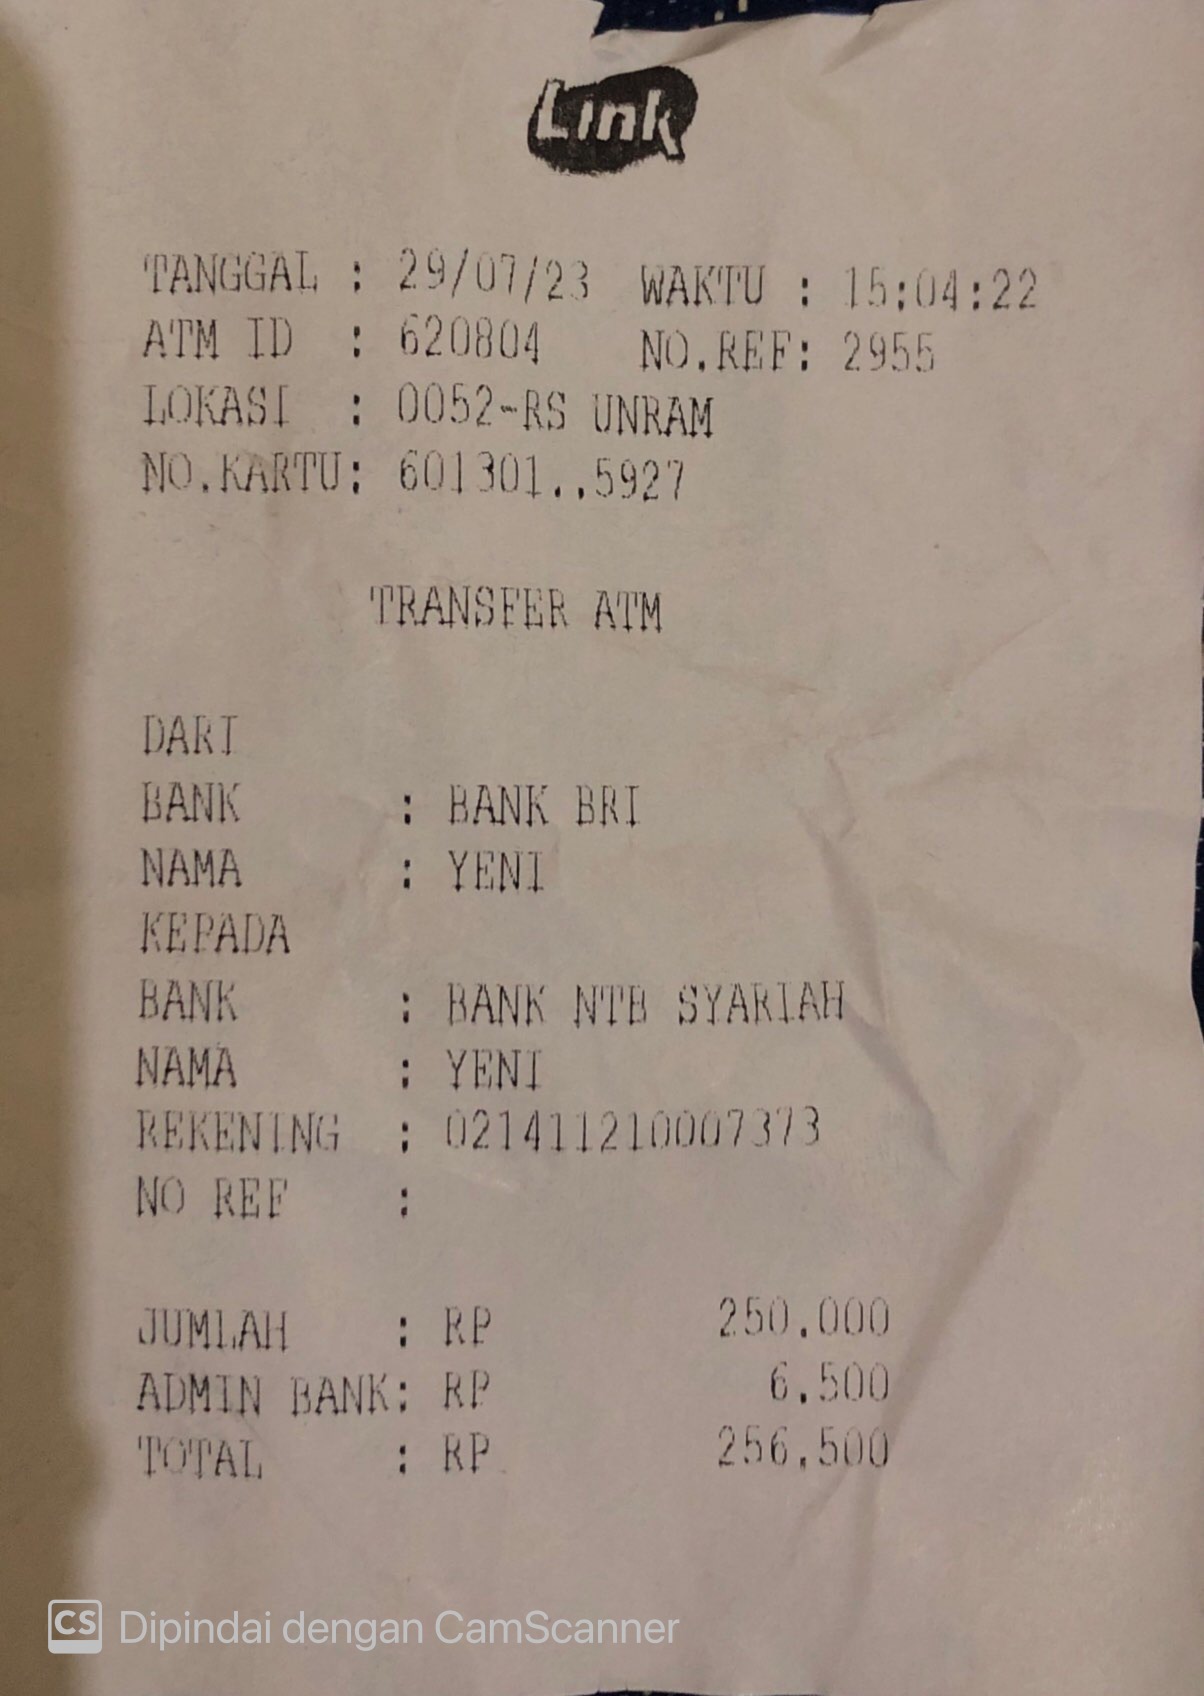 Link
TANGGAL : 29/07/23 WAKTU : 15:04:22
ATM ID : 620804 NO.REF: 2955
LOKASI : 0052-RS UNRAM
NO.KARTU: 601301..5927
TRANSFER ATM
DARI
BANK : BANK BRI
NAMA : YENI
KEPADA
BANK : BANK NTB SYARIAH
NAMA : YENI
REKENING : 021411210007373
NO REF :
JUMLAH : RP 250.000
ADMIN BANK: RP 6.500
TOTAL : RP 256.500
CS Dipindai dengan CamScanner